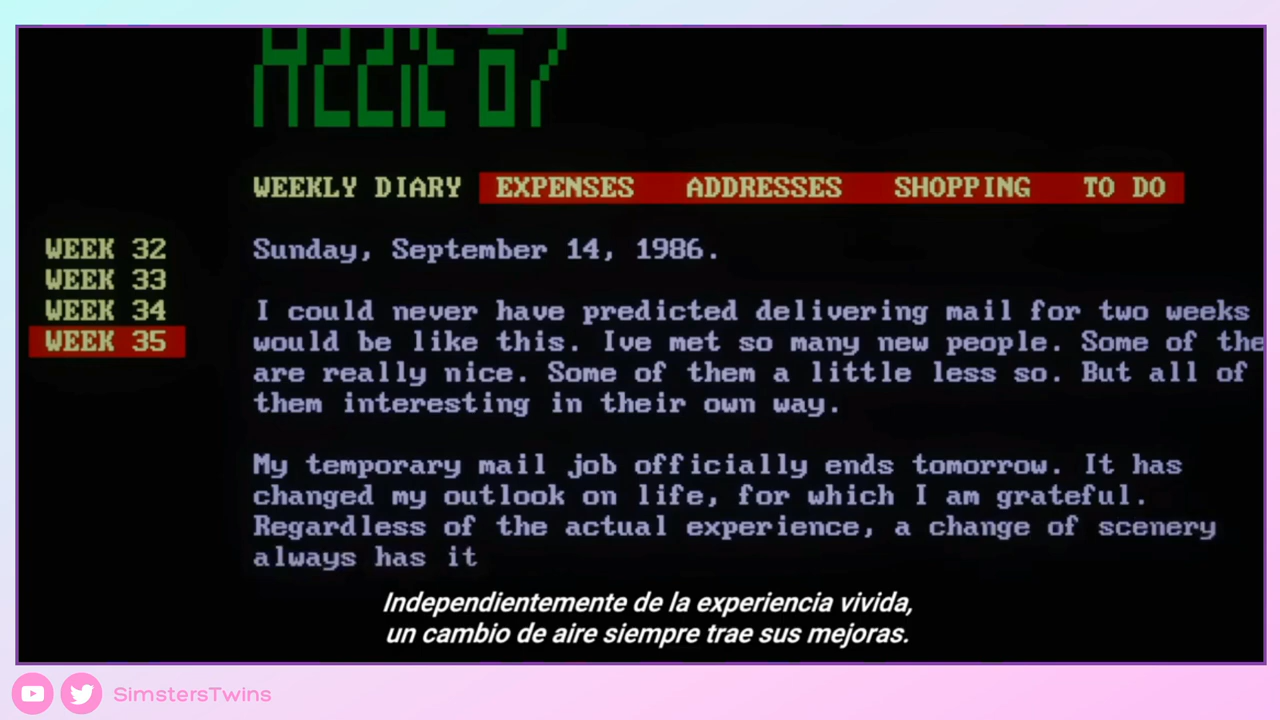 WEEKLY DIARY EXPENSES ADDRESSES SHOPPING TO DO
WEEK 32
WEEK 33
WEEK 34
WEEK 35
Sunday, September 14, 1986.
I could never have predicted delivering mail for two weeks
would be like this. Ive met so many new people. Some of the
are really nice. Some of them a little less so. But all of
them interesting in their own way.
My temporary mail job officially ends tomorrow. It has
changed my outlook on life, for which I am grateful.
Regardless of the actual experience, a change of scenery
always has it
Independientemente de la experiencia vivida,
un cambio de aire siempre trae sus mejoras.
SimstersTwins